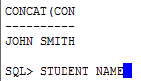 CONCAT(CON
----------
JOHN SMITH
SQL> STUDENT NAME